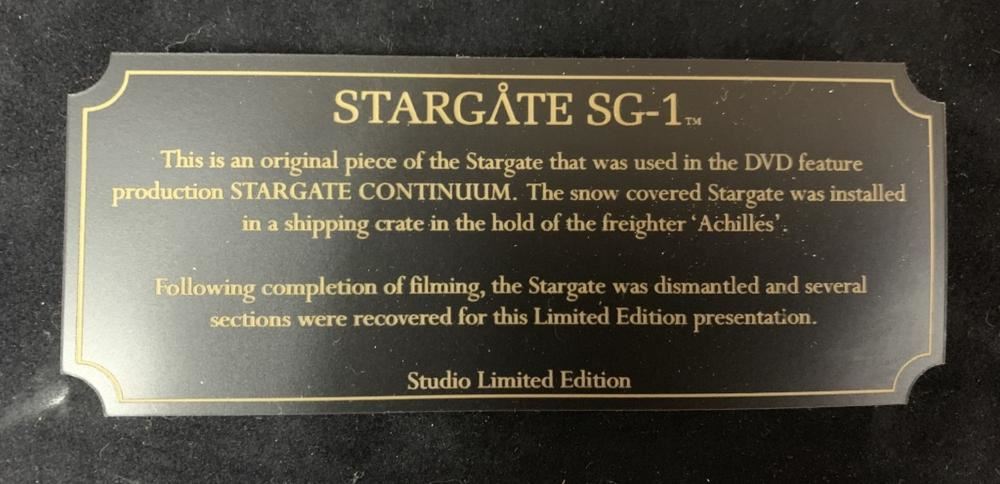 STARGÅTE SG-1™
This is an original piece of the Stargate that was used in the DVD feature
production STARGATE CONTINUUM. The snow covered Stargate was installed
in a shipping crate in the hold of the freighter ‘Achilles’.
Following completion of filming, the Stargate was dismantled and several
sections were recovered for this Limited Edition presentation.
Studio Limited Edition